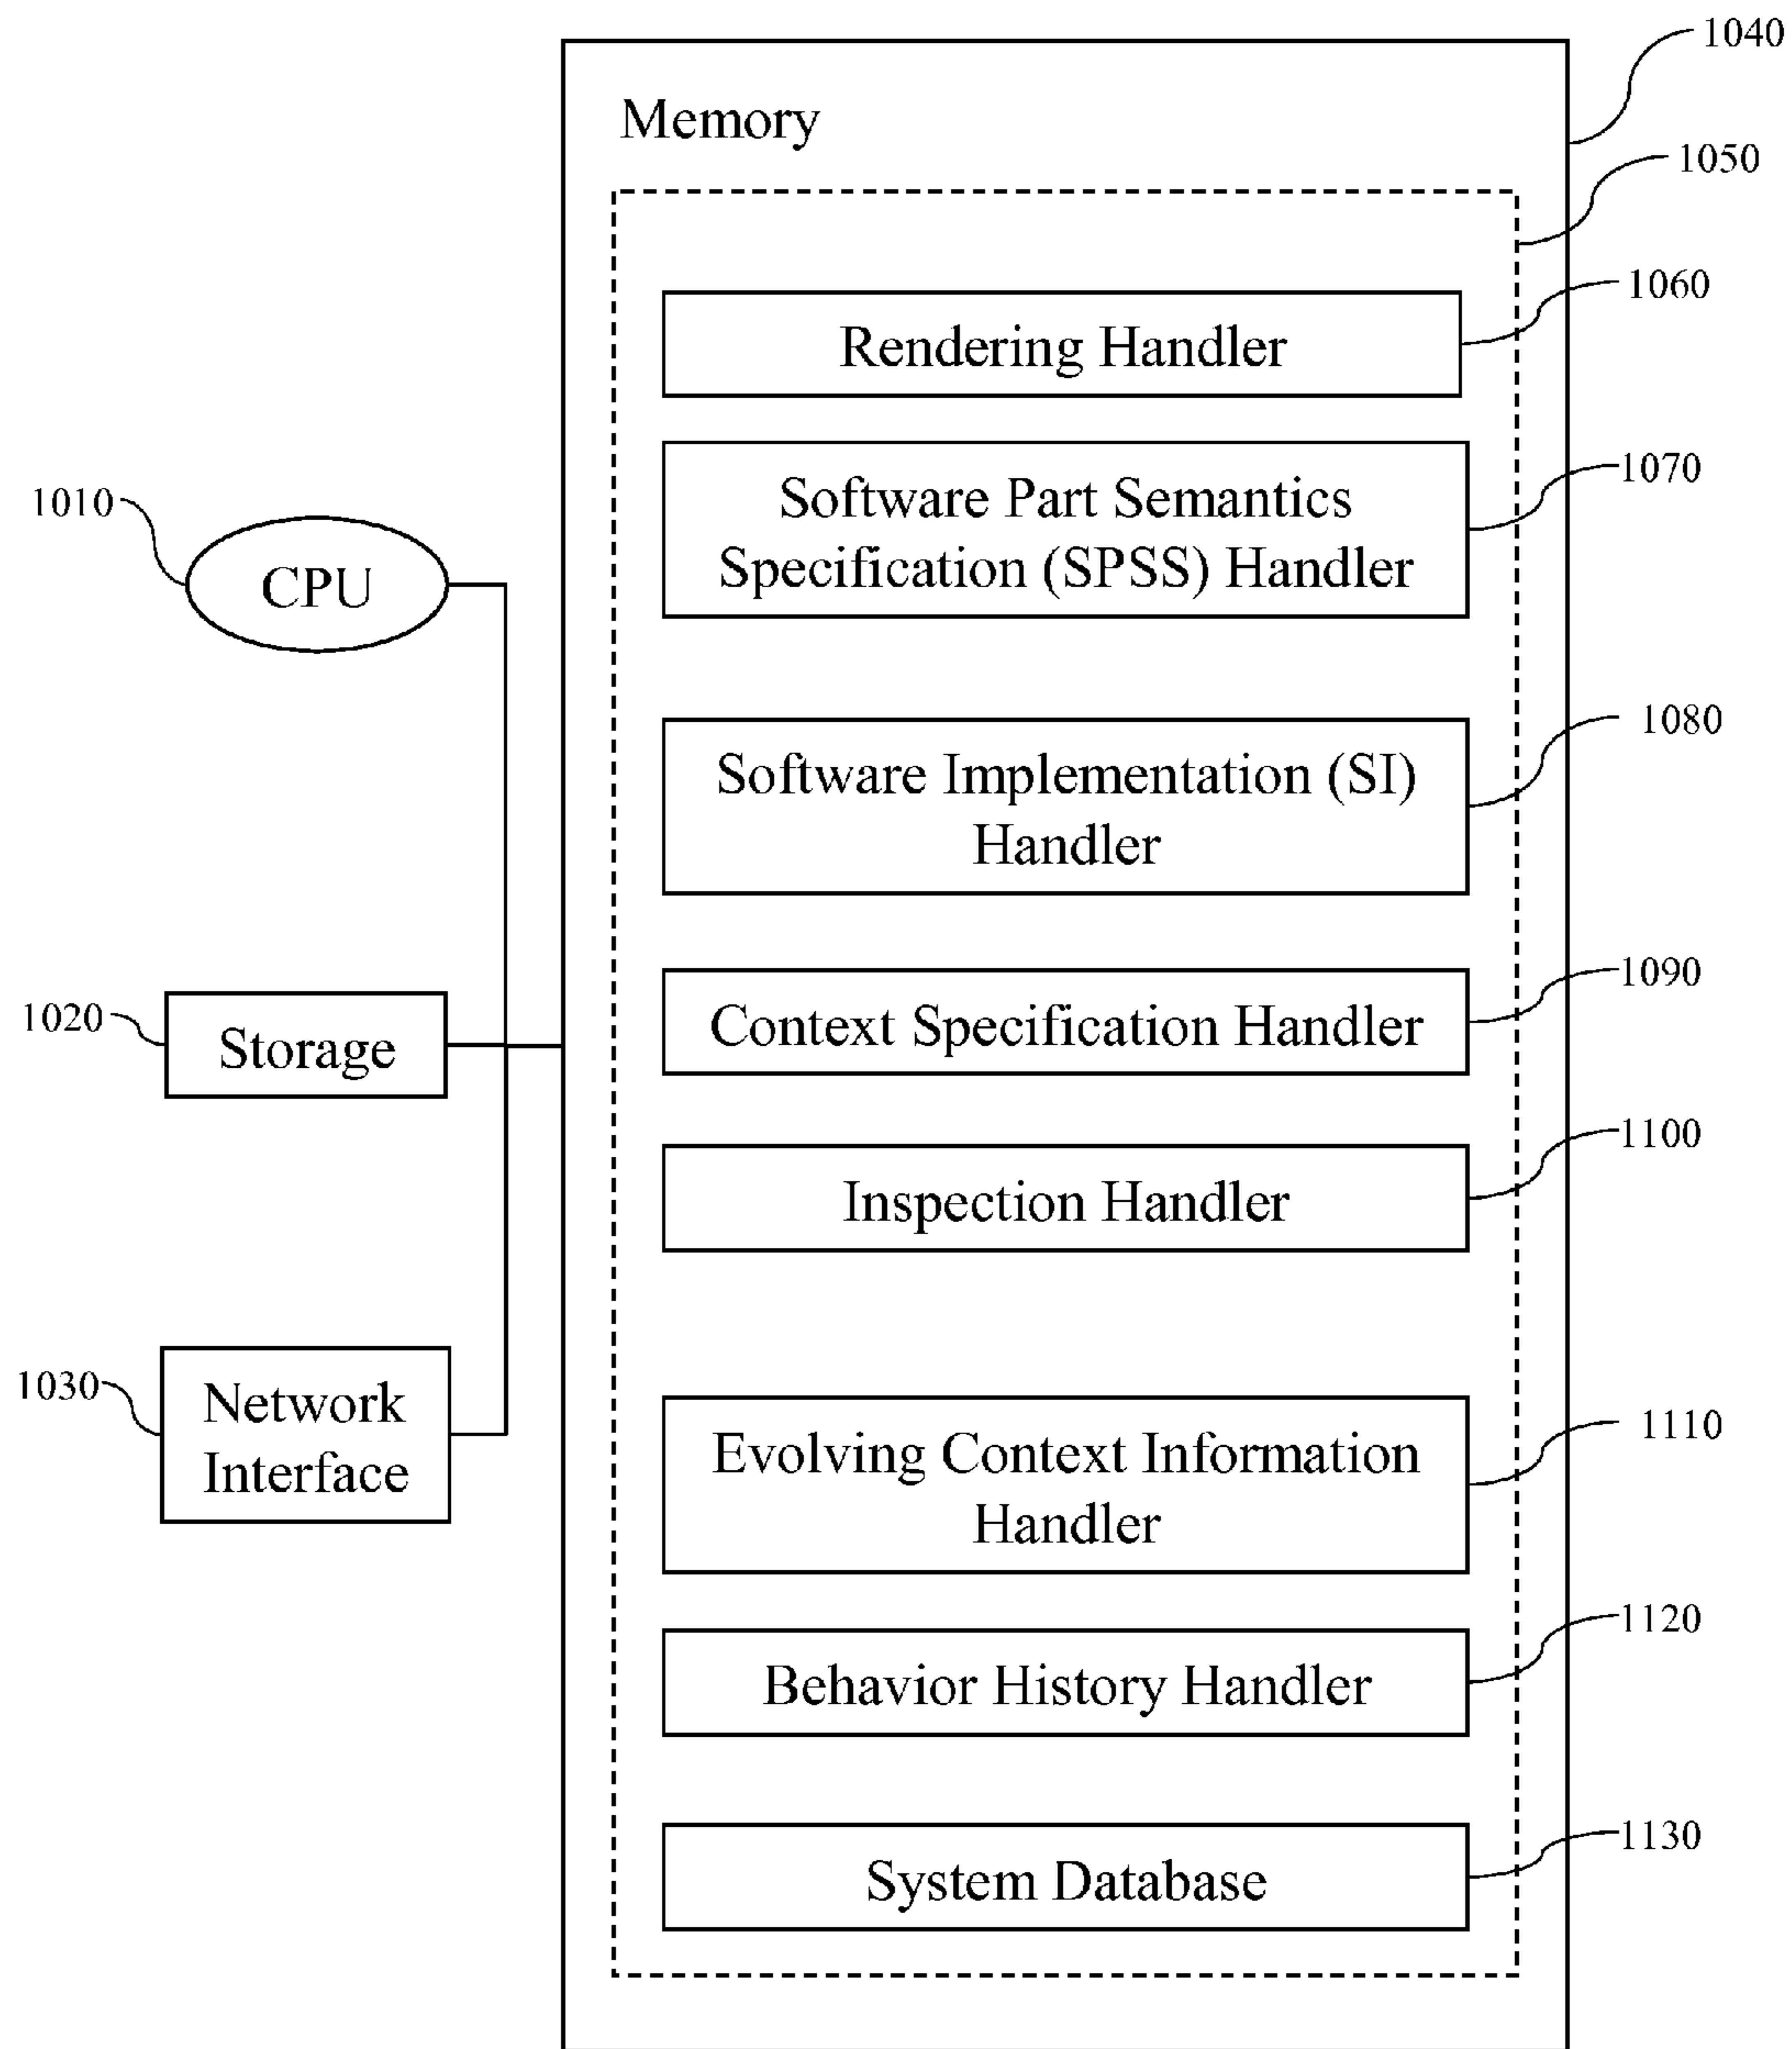 1040
Memory
1050
1060
Rendering Handler
1070
Software Part Semantics
Specification (SPSS) Handler
1010
CPU
1080
Software Implementation (SI)
Handler
1090
Context Specification Handler
1020
Storage
1100
Inspection Handler
1030
Network
Interface
1110
Evolving Context Information
Handler
1120
Behavior History Handler
1130
System Database